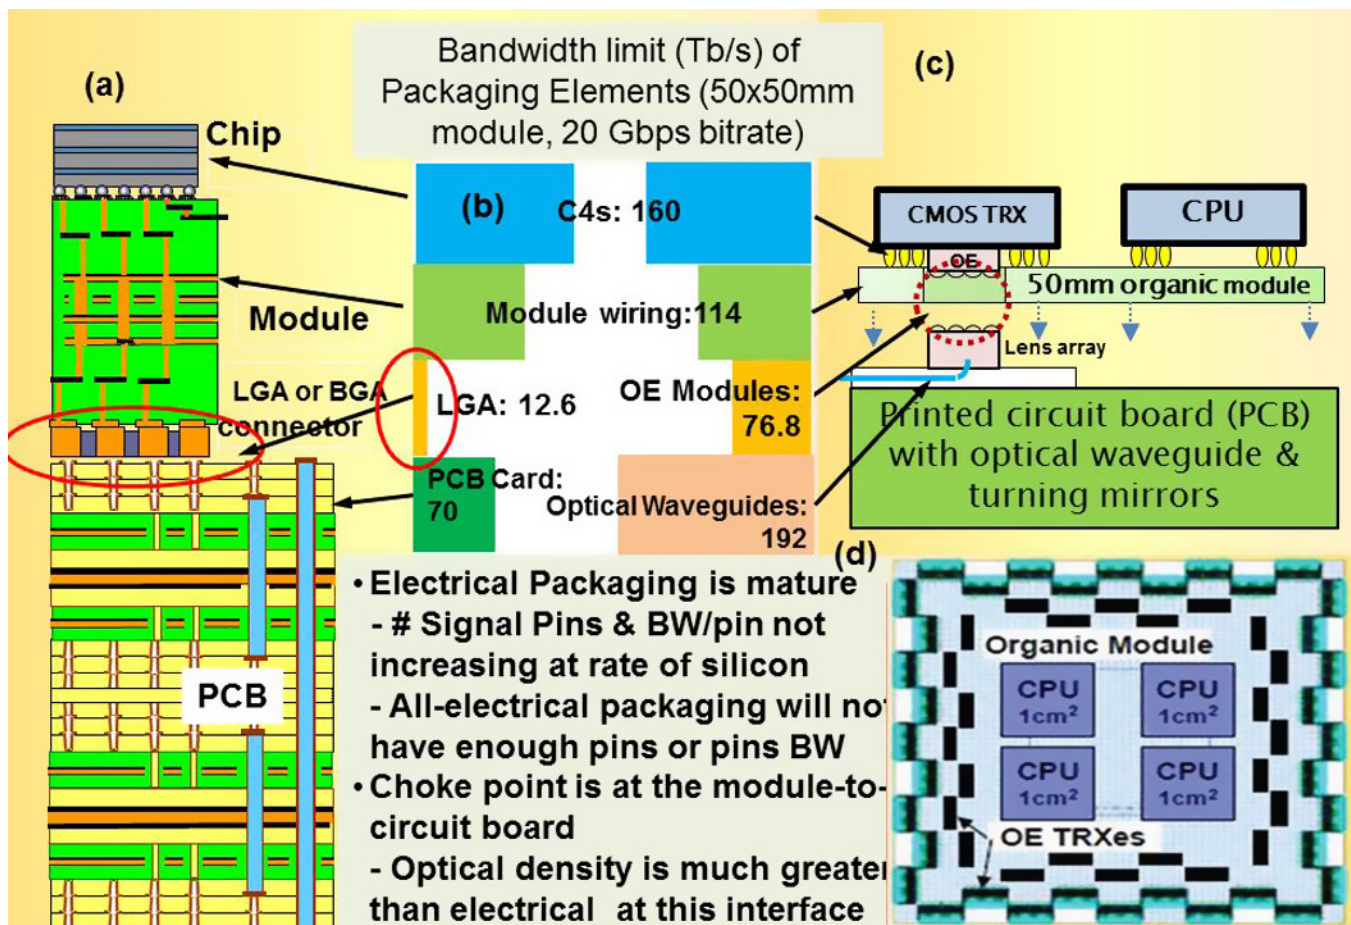 Bandwidth limit (Tb/s) of
Packaging Elements (50x50mm
module, 20 Gbps bitrate)
(a)
Chip
Module
LGA or BGA
connector
PCB
(b)
C4s: 160
Module wiring:114
LGA: 12.6
OE Modules:
76.8
PCB Card:
70
Optical Waveguides:
192
(c)
CMOS TRX
CPU
OE
50mm organic module
Lens array
Printed circuit board (PCB)
with optical waveguide &
turning mirrors
• Electrical Packaging is mature
- # Signal Pins & BW/pin not
increasing at rate of silicon
- All-electrical packaging will not
have enough pins or pins BW
• Choke point is at the module-to-
circuit board
- Optical density is much greater
than electrical at this interface
(d)
Organic Module
CPU
1cm²
CPU
1cm²
CPU
1cm²
CPU
1cm²
OE TRXes